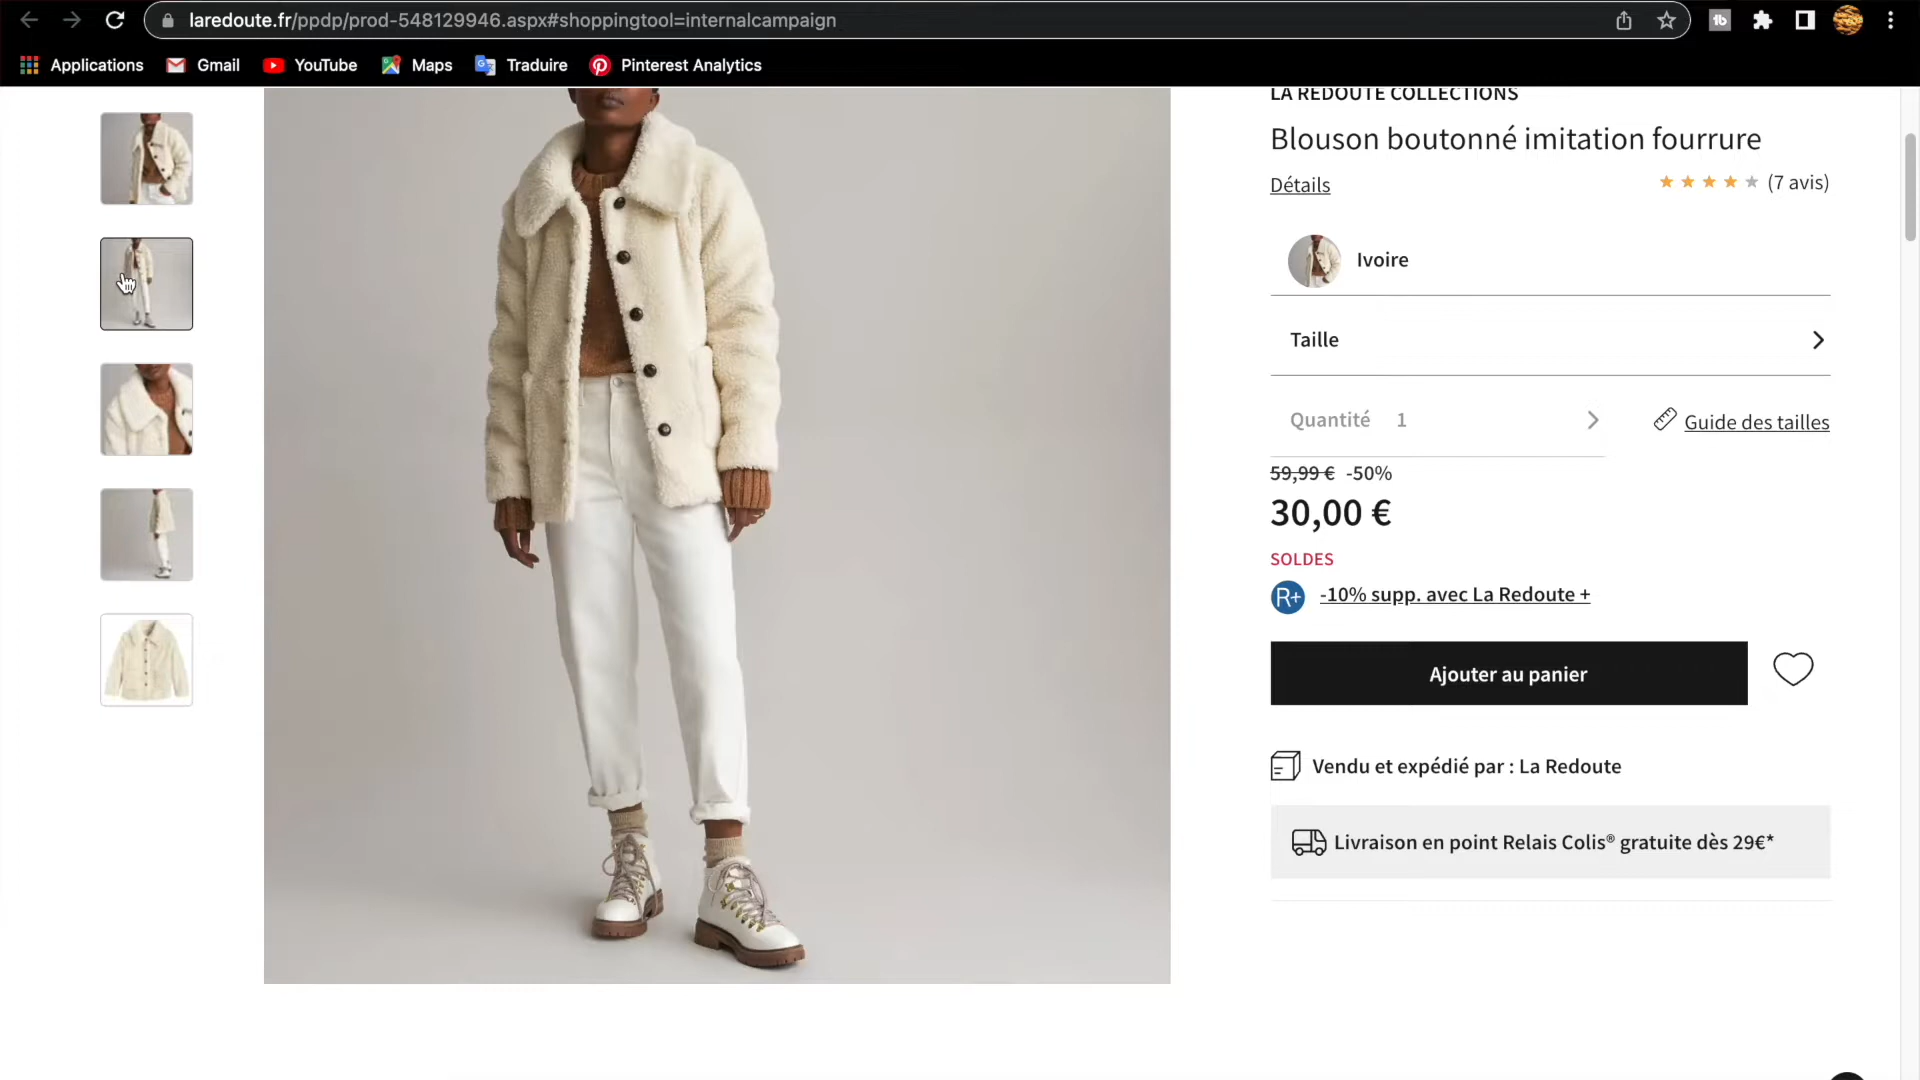 laredoute.fr/ppdp/prod-548129946.aspx#shoppingtool=internalcampaign
Applications
Gmail
YouTube
Maps
Traduire
Pinterest Analytics
LA REDOUTE COLLECTIONS
Blouson boutonné imitation fourrure
Détails
(7 avis)
Ivoire
Taille
Quantité 1
Guide des tailles
59,99 € -50%
30,00 €
SOLDES
R+ -10% supp. avec La Redoute +
Ajouter au panier
Vendu et expédié par : La Redoute
Livraison en point Relais Colis® gratuite dès 29€*